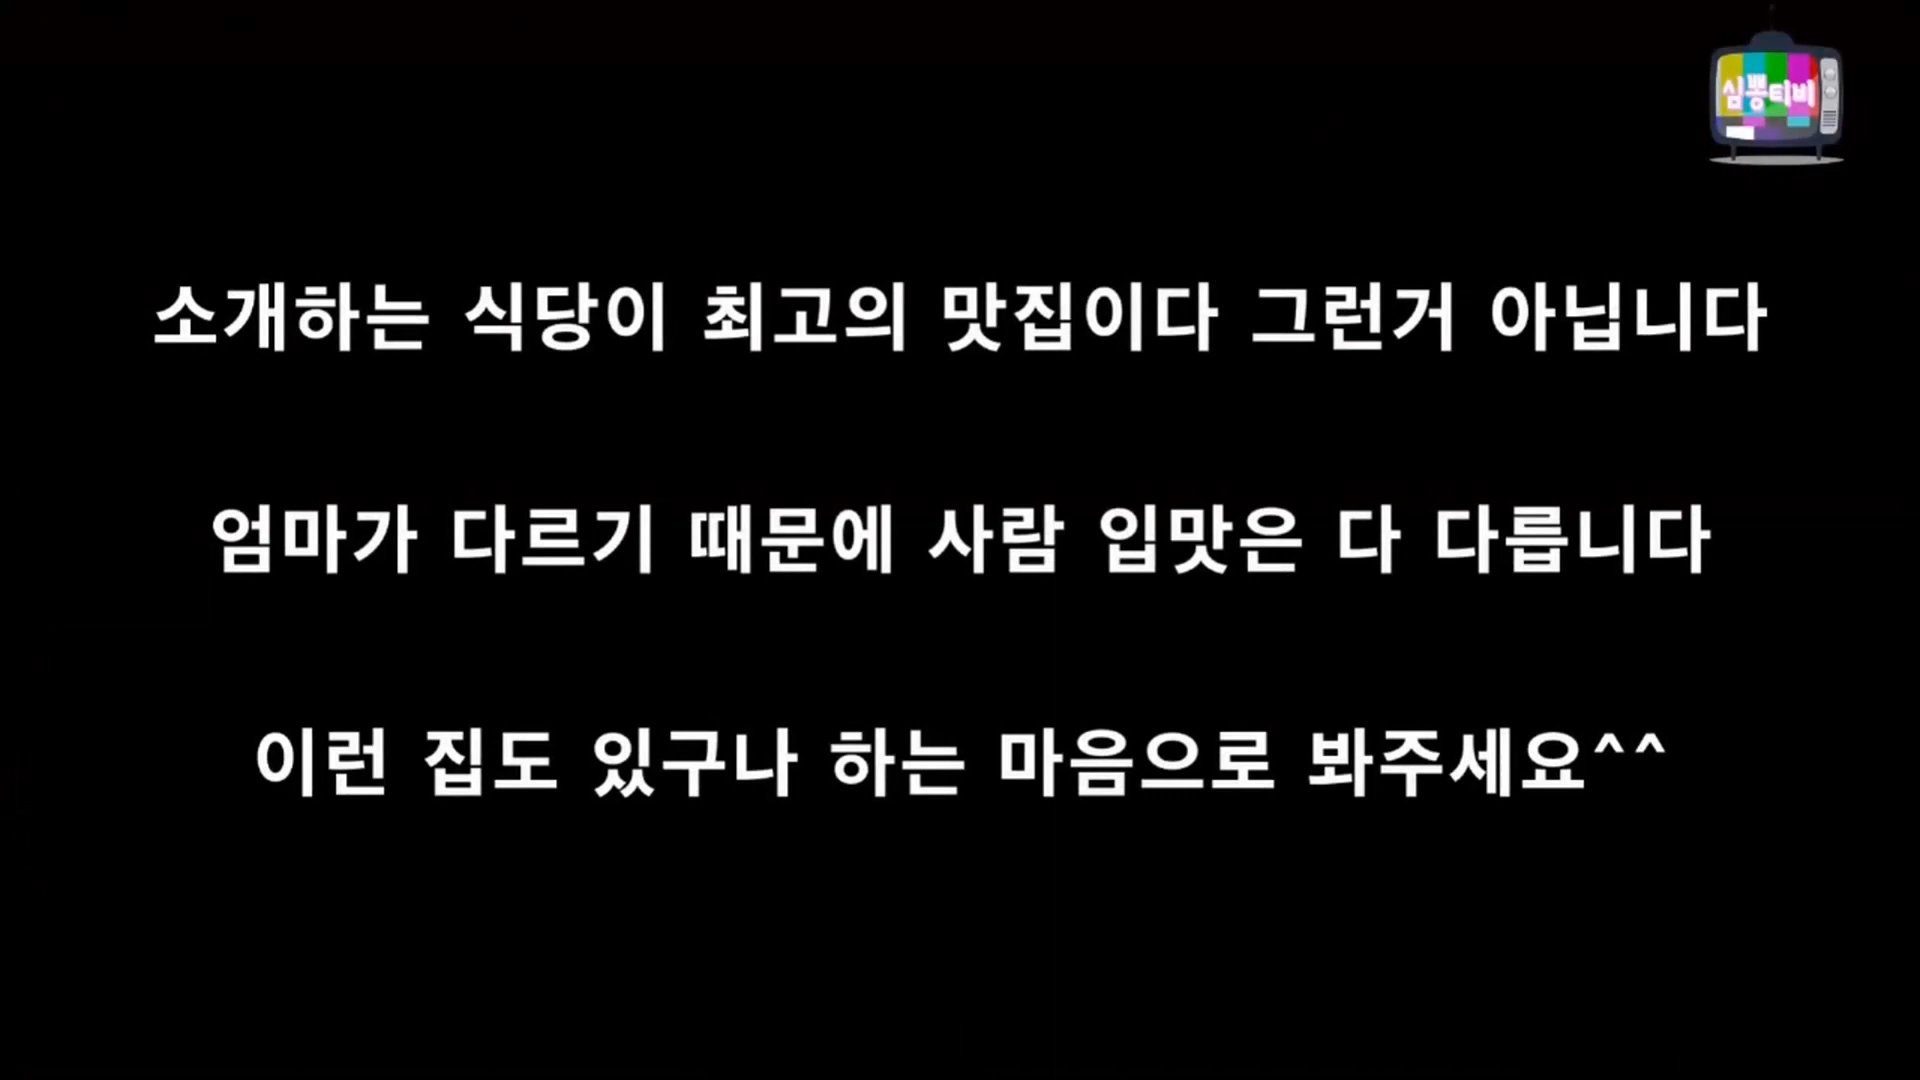 심뽕티비
소개하는 식당이 최고의 맛집이다 그런거 아닙니다
엄마가 다르기 때문에 사람 입맛은 다 다릅니다
이런 집도 있구나 하는 마음으로 봐주세요^^